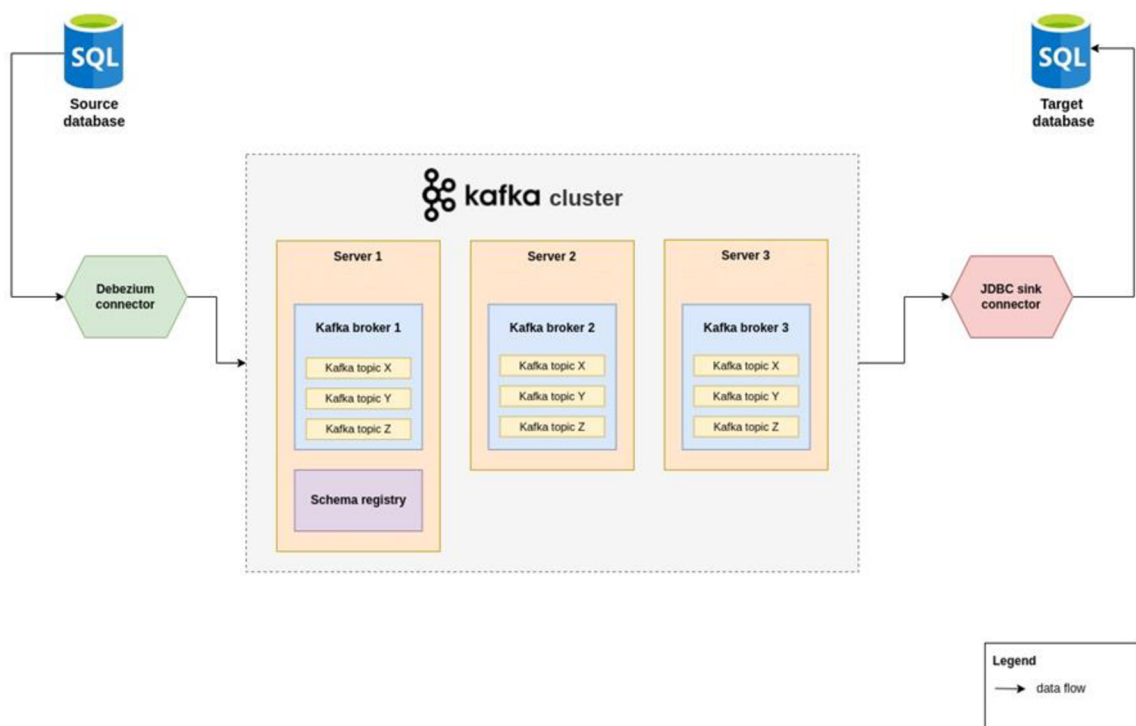 SQL
Source
database
SQL
Target
database
kafka cluster
Server 1
Server 2
Server 3
Debezium
connector
JDBC sink
connector
Kafka broker 1
Kafka topic X
Kafka topic Y
Kafka topic Z
Kafka broker 2
Kafka topic X
Kafka topic Y
Kafka topic Z
Kafka broker 3
Kafka topic X
Kafka topic Y
Kafka topic Z
Schema registry
Legend
data flow